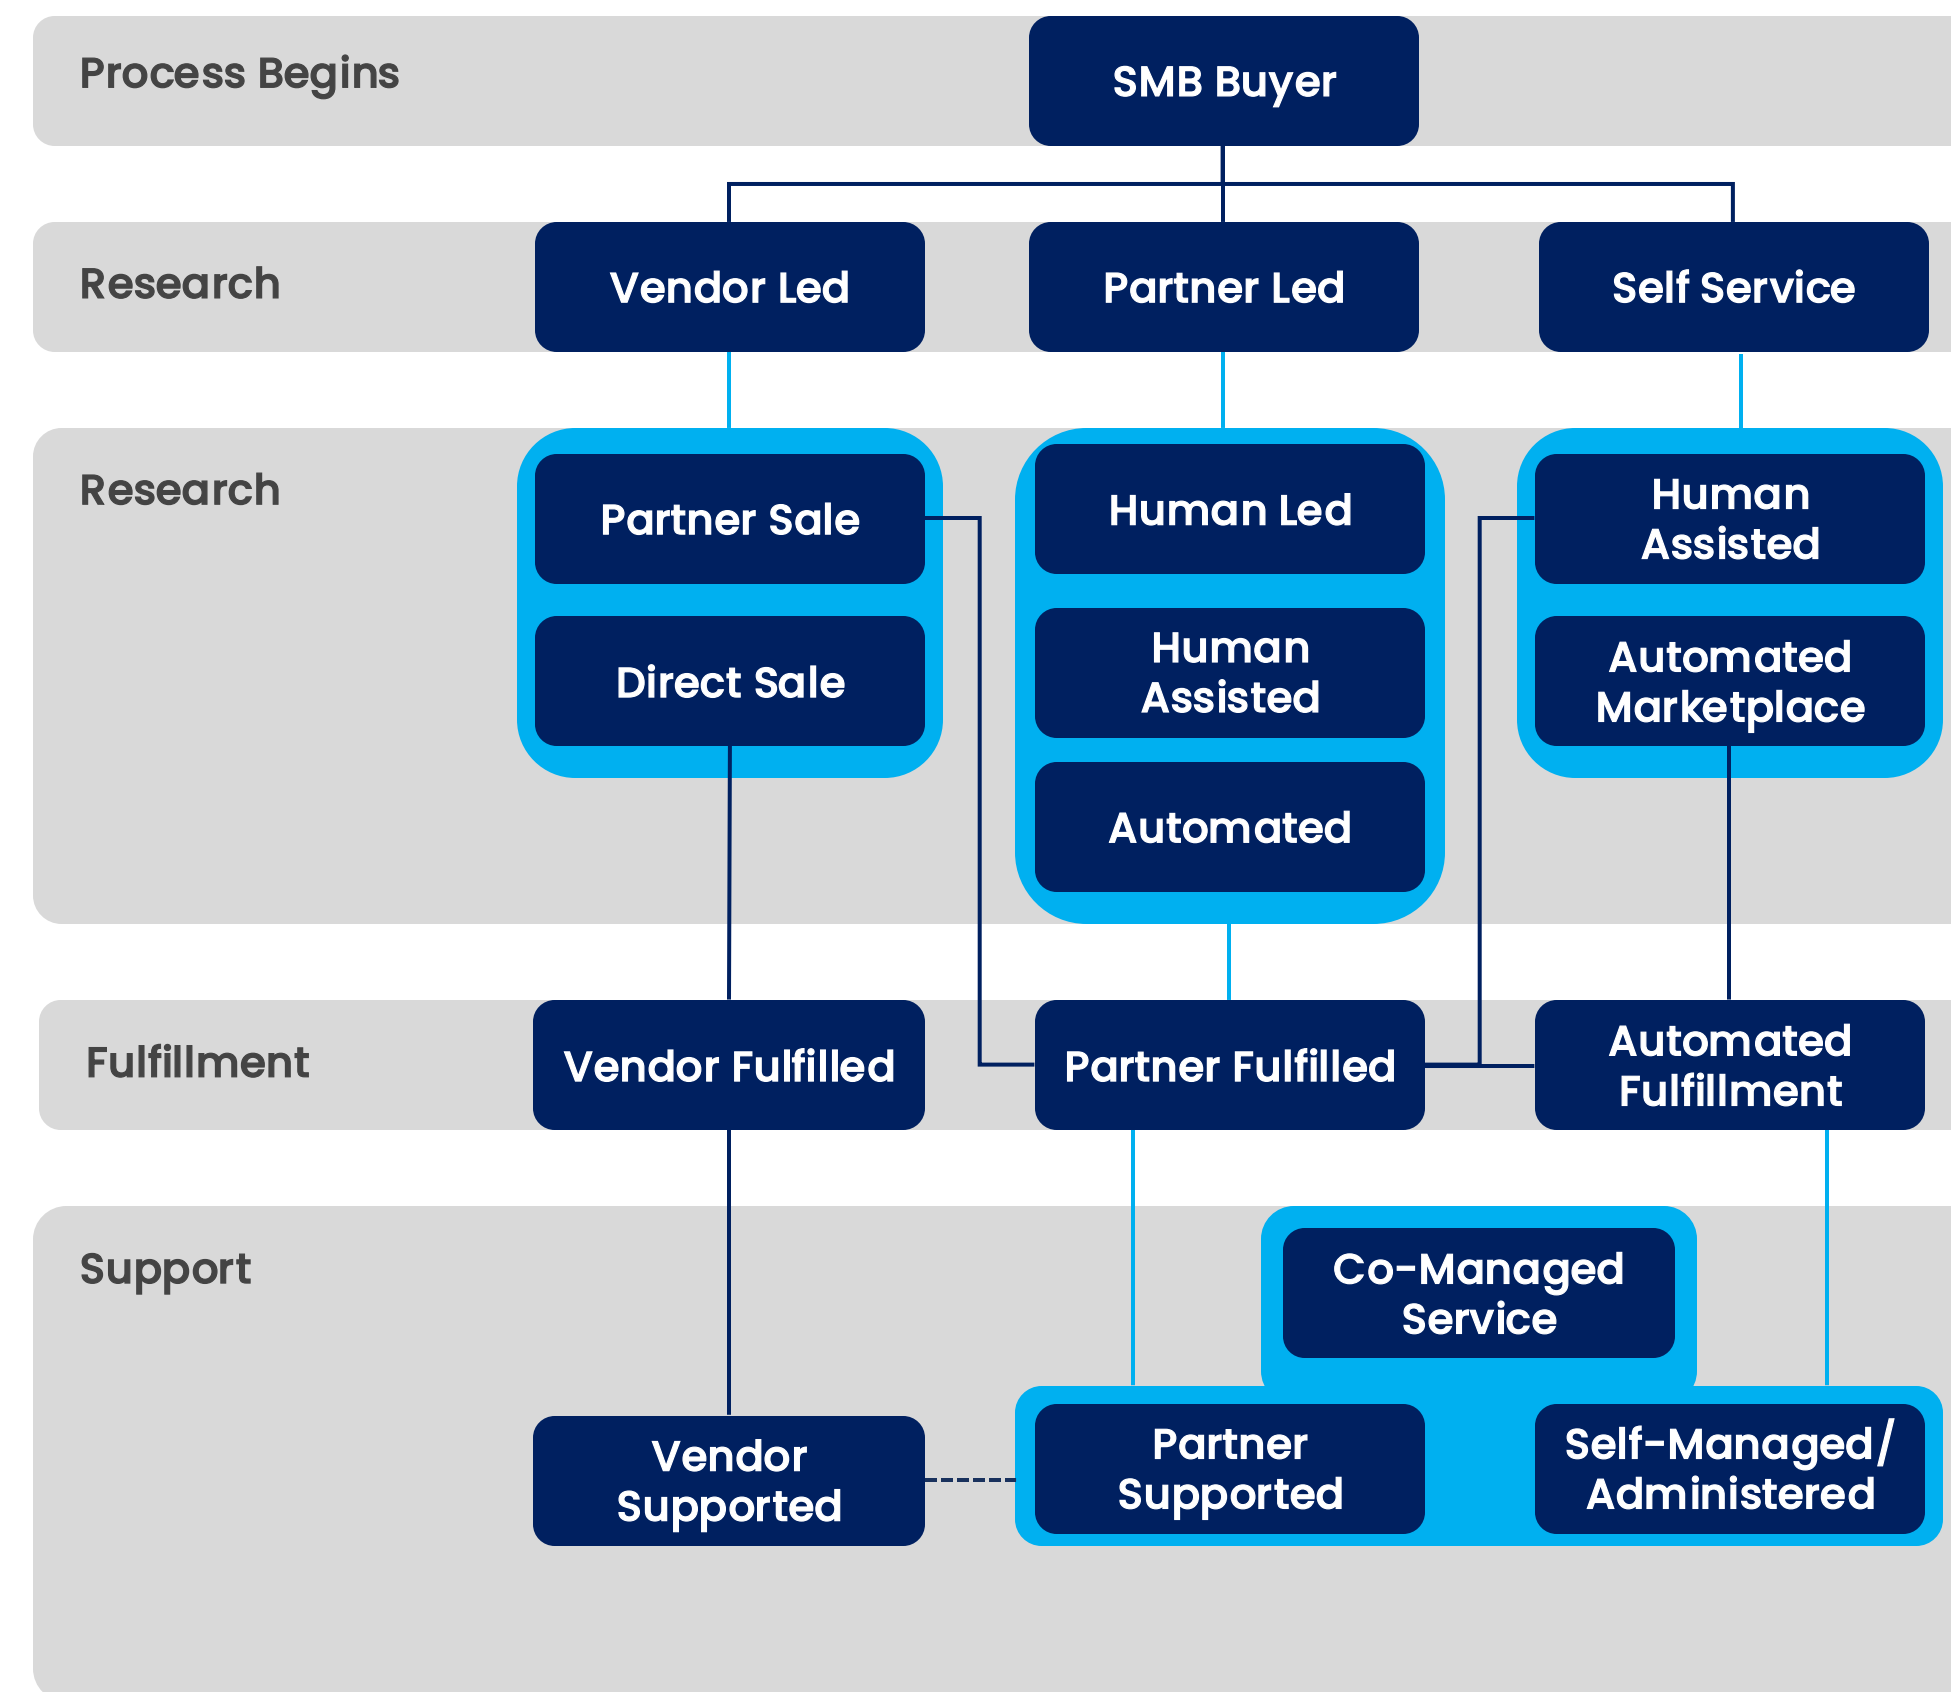 Process Begins
SMB Buyer
Research
Vendor Led
Partner Led
Self Service
Research
Partner Sale
Direct Sale
Human Led
Human
Assisted
Automated
Human
Assisted
Automated
Marketplace
Fulfillment
Vendor Fulfilled
Partner Fulfilled
Automated
Fulfillment
Support
Co-Managed
Service
Vendor
Supported
Partner
Supported
Self-Managed/
Administered